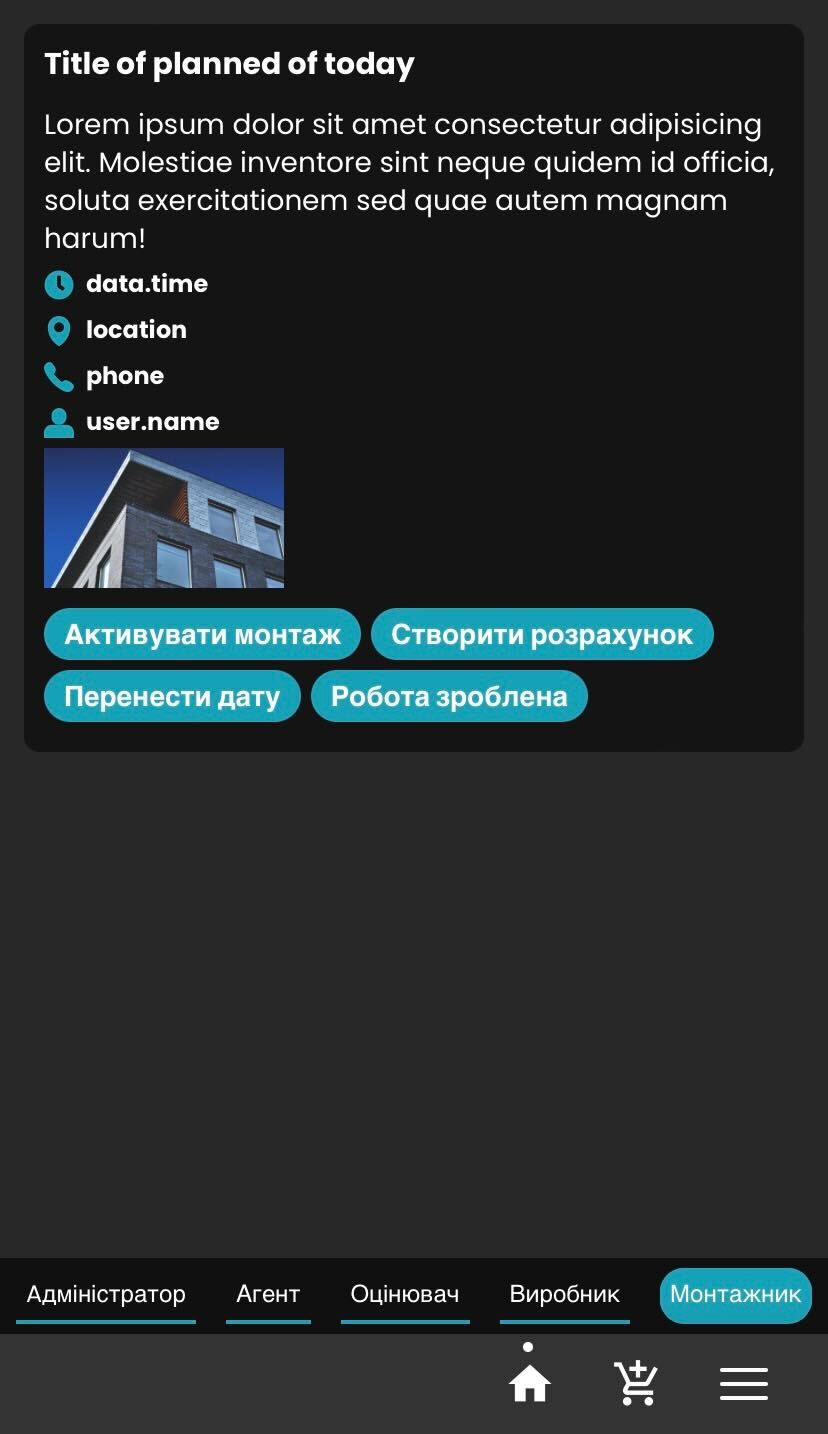 Title of planned of today
Lorem ipsum dolor sit amet consectetur adipisicing
elit. Molestiae inventore sint neque quidem id officia,
soluta exercitationem sed quae autem magnam
harum!
data.time
location
phone
user.name
Активувати монтаж
Створити розрахунок
Перенести дату
Робота зроблена
Адміністратор
Агент
Оцінювач
Виробник
Монтажник